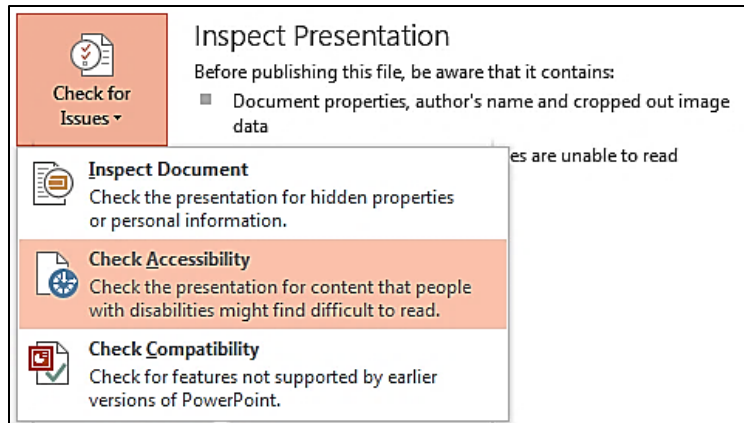 Check for
Issues ▾
Inspect Presentation
Before publishing this file, be aware that it contains:
Document properties, author's name and cropped out image
data
es are unable to read
Inspect Document
Check the presentation for hidden properties
or personal information.
Check Accessibility
Check the presentation for content that people
with disabilities might find difficult to read.
Check Compatibility
Check for features not supported by earlier
versions of PowerPoint.